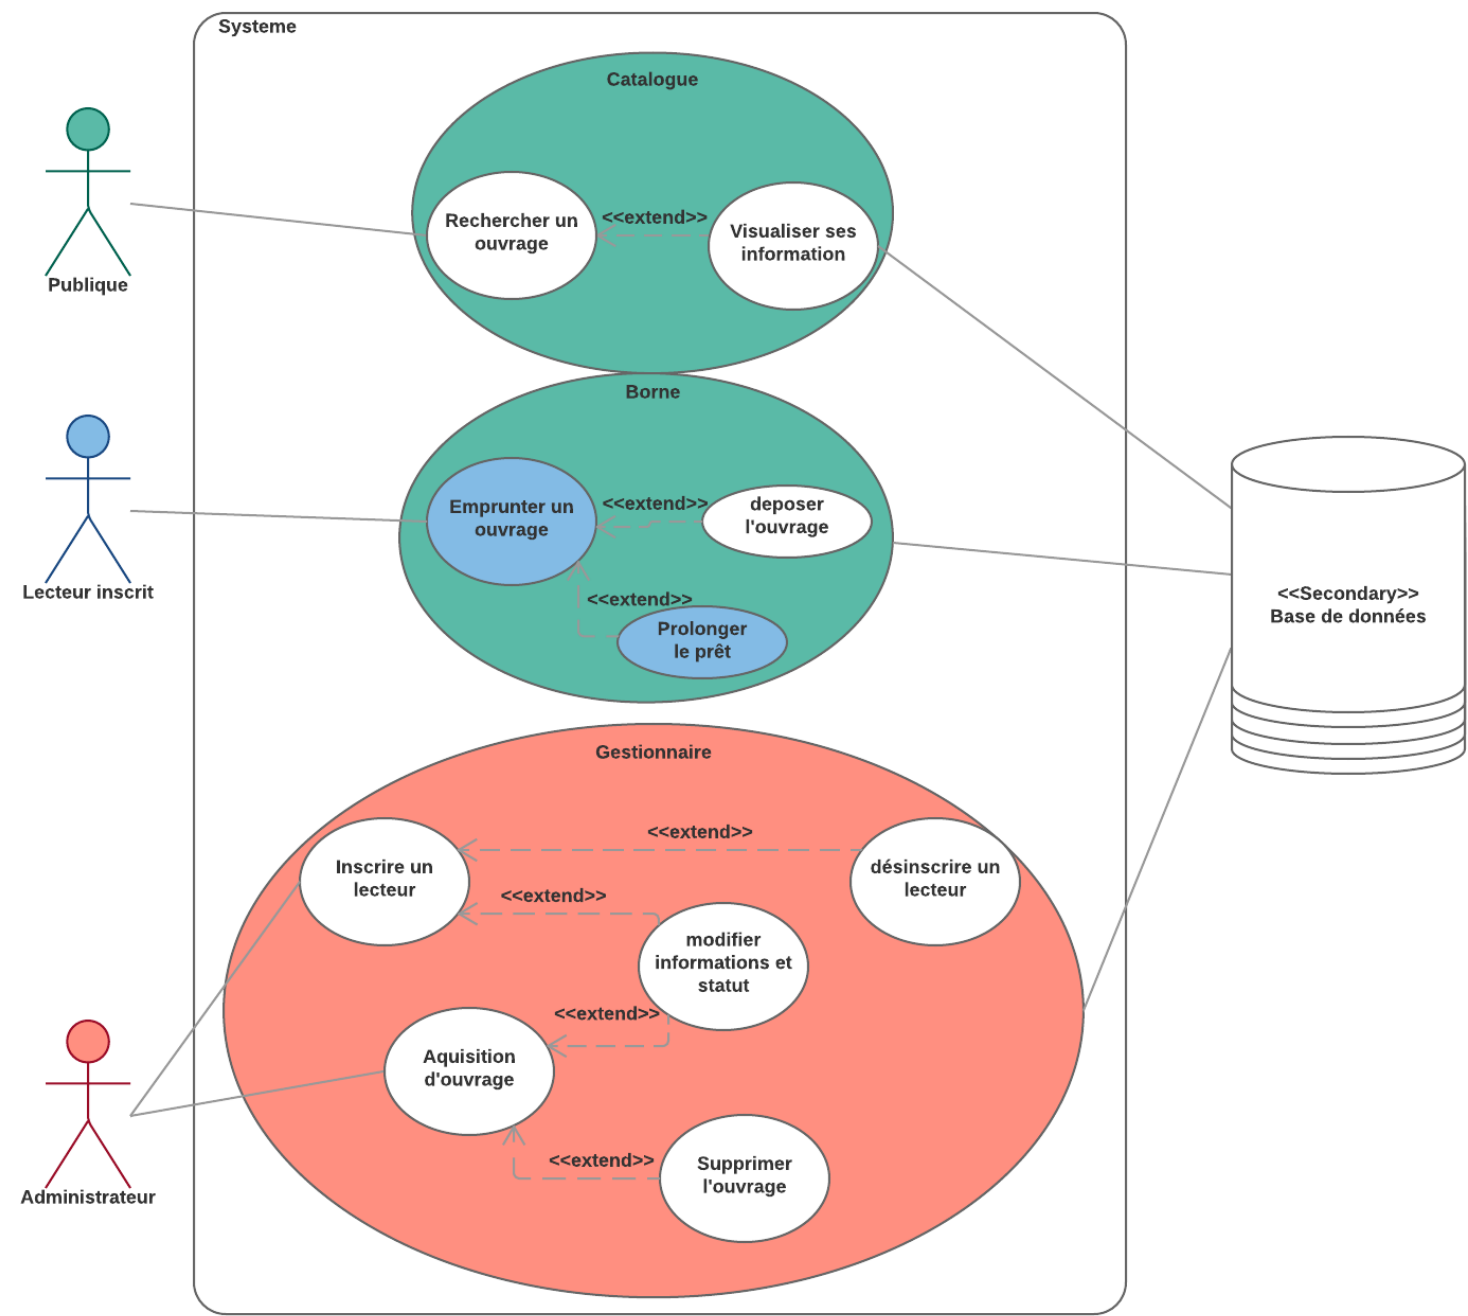 Systeme
Catalogue
Publique
Rechercher un
ouvrage
<<extend>>
Visualiser ses
information
Borne
Lecteur inscrit
Emprunter un
ouvrage
<<extend>>
deposer
l'ouvrage
<<extend>>
Prolonger
le prêt
<<Secondary>>
Base de données
Gestionnaire
Inscrire un
lecteur
<<extend>>
désinscrire un
lecteur
<<extend>>
modifier
informations et
statut
<<extend>>
Aquisition
d'ouvrage
<<extend>>
Supprimer
l'ouvrage
Administrateur